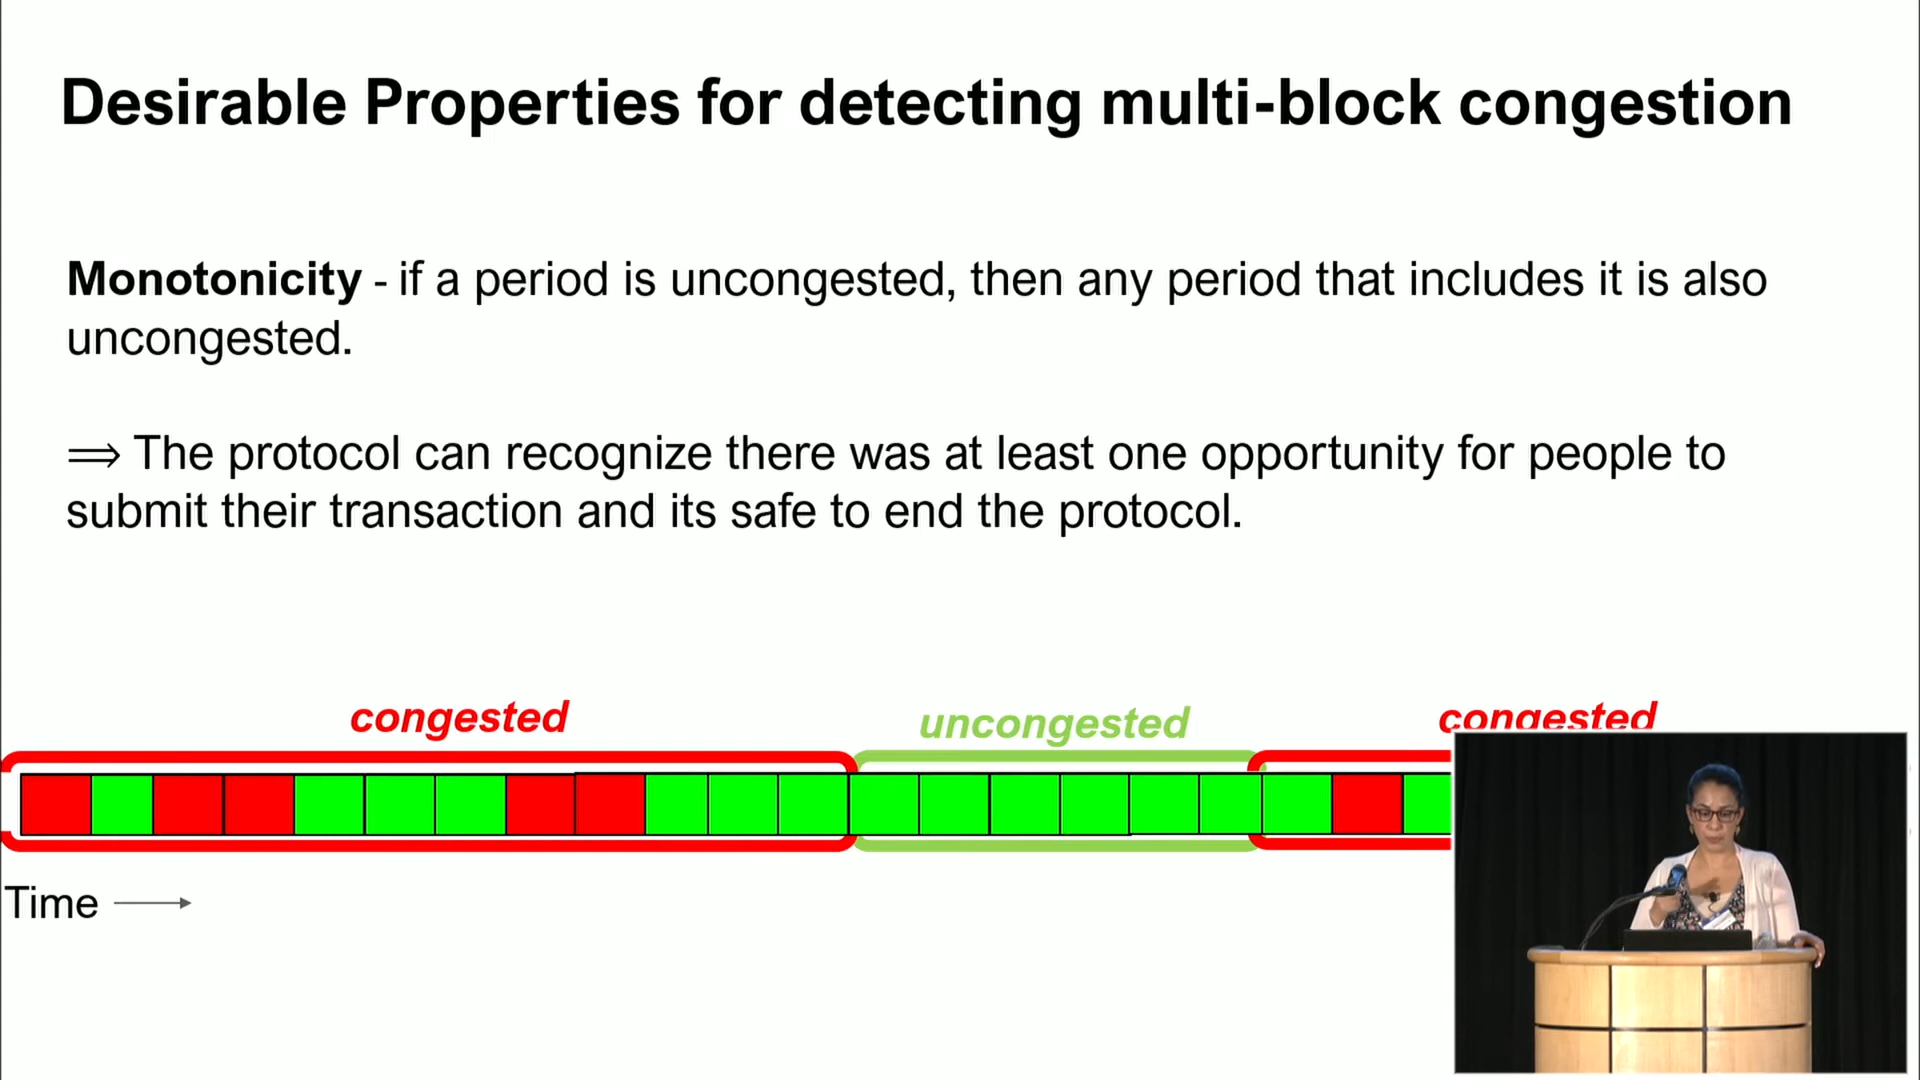 Desirable Properties for detecting multi-block congestion
Monotonicity - if a period is uncongested, then any period that includes it is also
uncongested.
⟹ The protocol can recognize there was at least one opportunity for people to
submit their transaction and its safe to end the protocol.
congested
uncongested
congested
Time